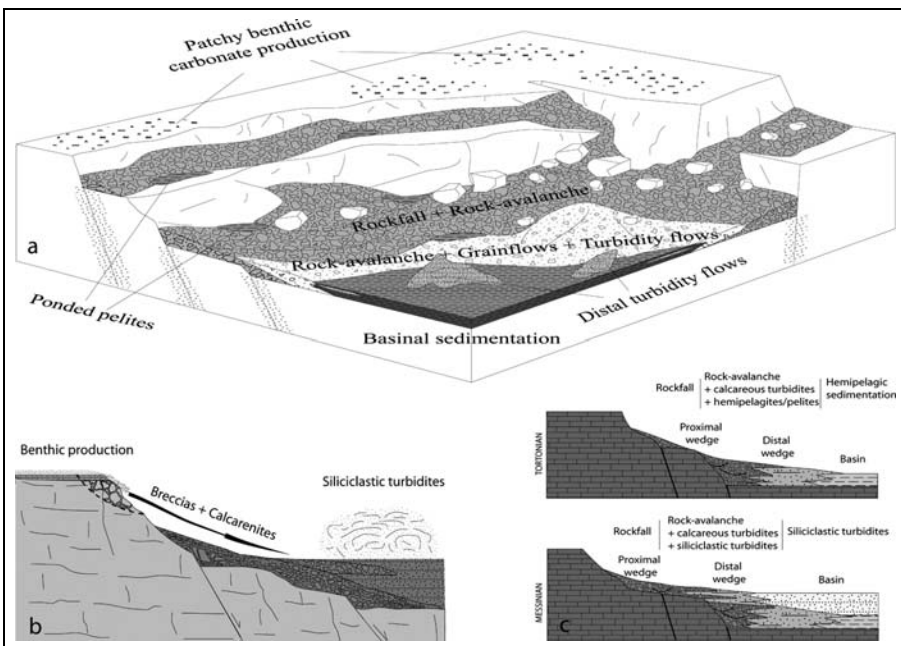 Patchy benthic
carbonate production
a
Rockfall + Rock-avalanche
Rock-avalanche + Grainflows + Turbidity flows
Ponded pelites
Distal turbidity flows
Basinal sedimentation
Benthic production
Breccias + Calcarenites
Siliciclastic turbidites
b
Rockfall
Rock-avalanche
+ calcareous turbidites
+ hemipelagites/pelites
Hemipelagic
sedimentation
Proximal
wedge
Distal
wedge
Basin
TORTONIAN
Rockfall
Rock-avalanche
+ calcareous turbidites
+ siliciclastic turbidites
Siliciclastic turbidites
Proximal
wedge
Distal
wedge
Basin
MESSINIAN
c